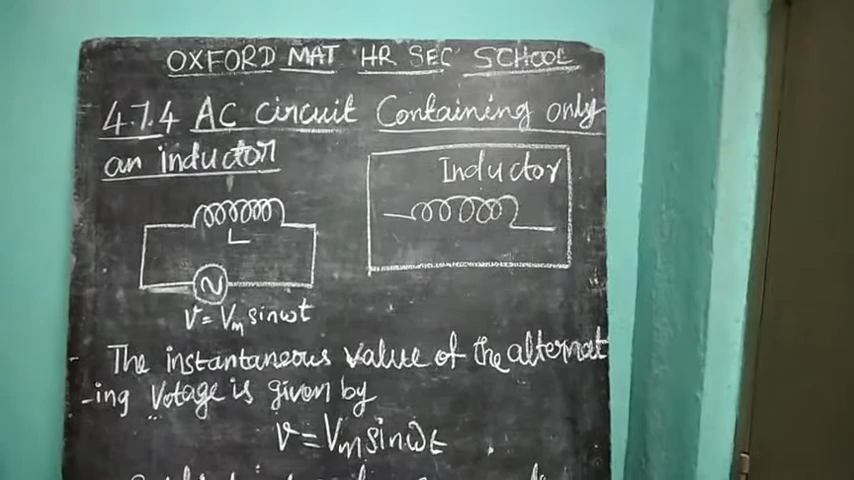 OXFORD MAT HR SEC SCHOOL
4.7.4 AC circuit Containing only
an inductor
Inductor
L
V = Vm sinωt
The instantaneous value of the alternat
-ing Votage is given by
V = Vm sinωt